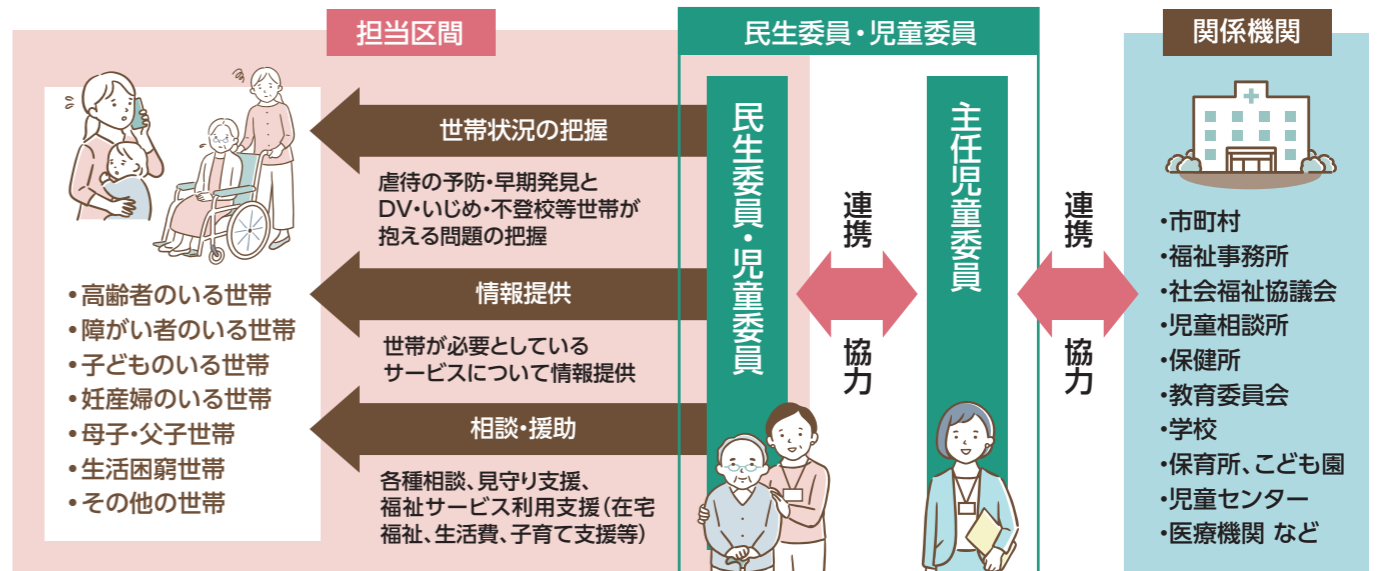 担当区間
民生委員・児童委員
関係機関
世帯状況の把握
虐待の予防・早期発見と
DV・いじめ・不登校等世帯が
抱える問題の把握
情報提供
世帯が必要としている
サービスについて情報提供
相談・援助
各種相談、見守り支援、
福祉サービス利用支援（在宅
福祉、生活費、子育て支援等）
•高齢者のいる世帯
•障がい者のいる世帯
•子どものいる世帯
•妊産婦のいる世帯
•母子・父子世帯
•生活困窮世帯
•その他の世帯
民生委員・児童委員
連携
協力
主任児童委員
連携
協力
・市町村
・福祉事務所
・社会福祉協議会
・児童相談所
・保健所
・教育委員会
・学校
・保育所、こども園
・児童センター
・医療機関 など